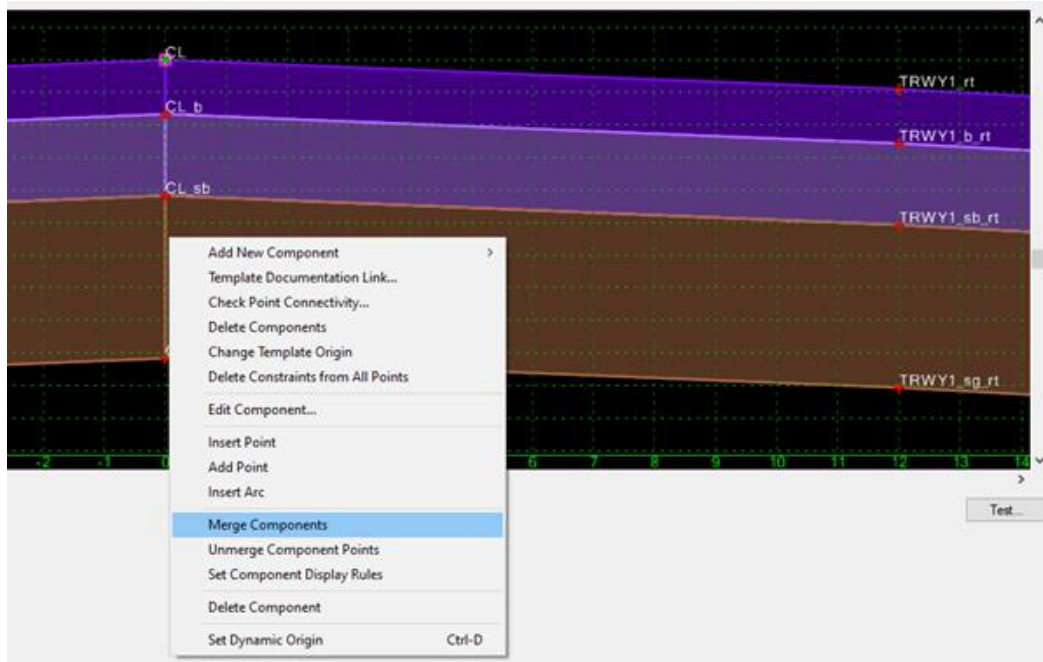 CL
TRWY1_rt
CL_b
TRWY1_b_rt
CL_sb
TRWY1_sb_rt
Add New Component >
Template Documentation Link...
Check Point Connectivity...
Delete Components
Change Template Origin
Delete Constraints from All Points
TRWY1_sg_rt
Edit Component...
Insert Point
Add Point
-2 -1 0 6 7 8 9 10 11 12 13 14
Insert Arc
Test...
Merge Components
Unmerge Component Points
Set Component Display Rules
Delete Component
Set Dynamic Origin Ctrl-D